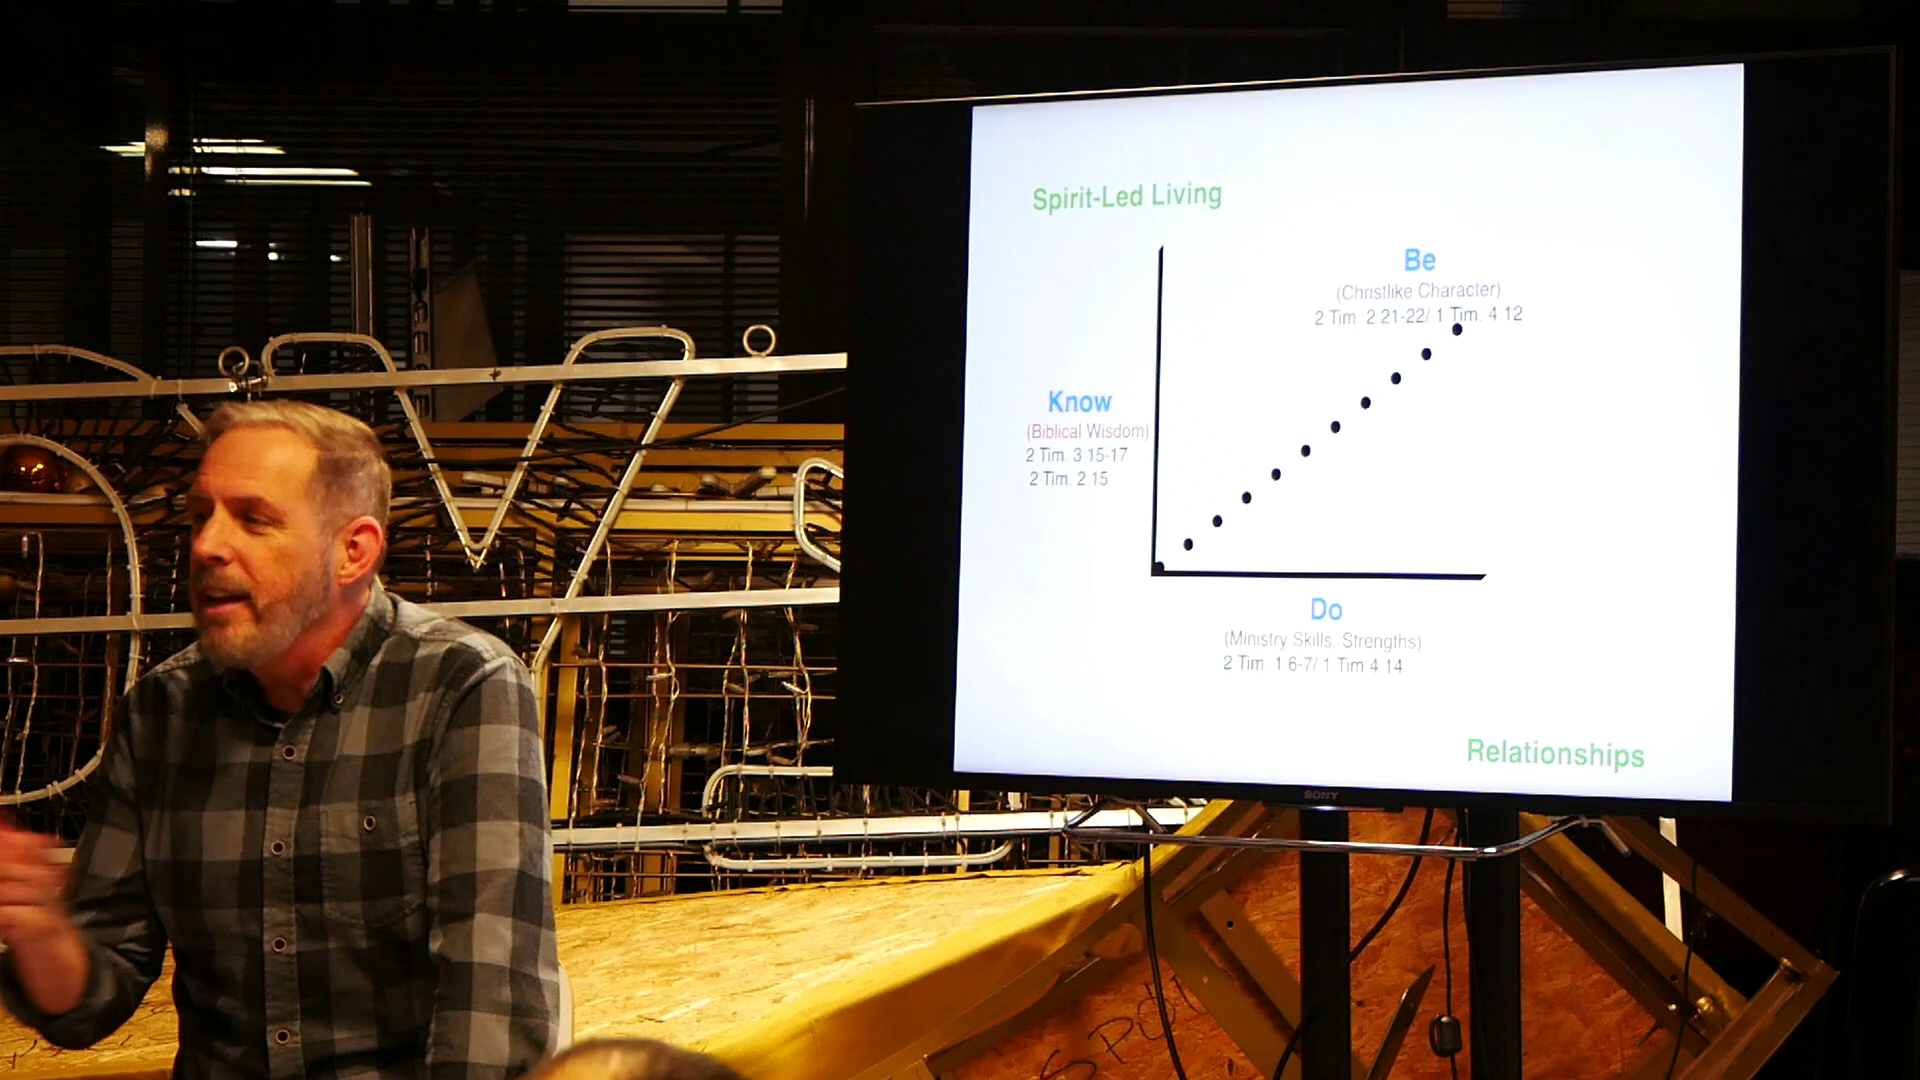 Spirit-Led Living
Be
(Christlike Character)
2 Tim. 2 21-22/ 1 Tim. 4 12
Know
(Biblical Wisdom)
2 Tim. 3 15-17
2 Tim. 2 15
Do
(Ministry Skills, Strengths)
2 Tim. 1 6-7/ 1 Tim 4 14
Relationships
SONY